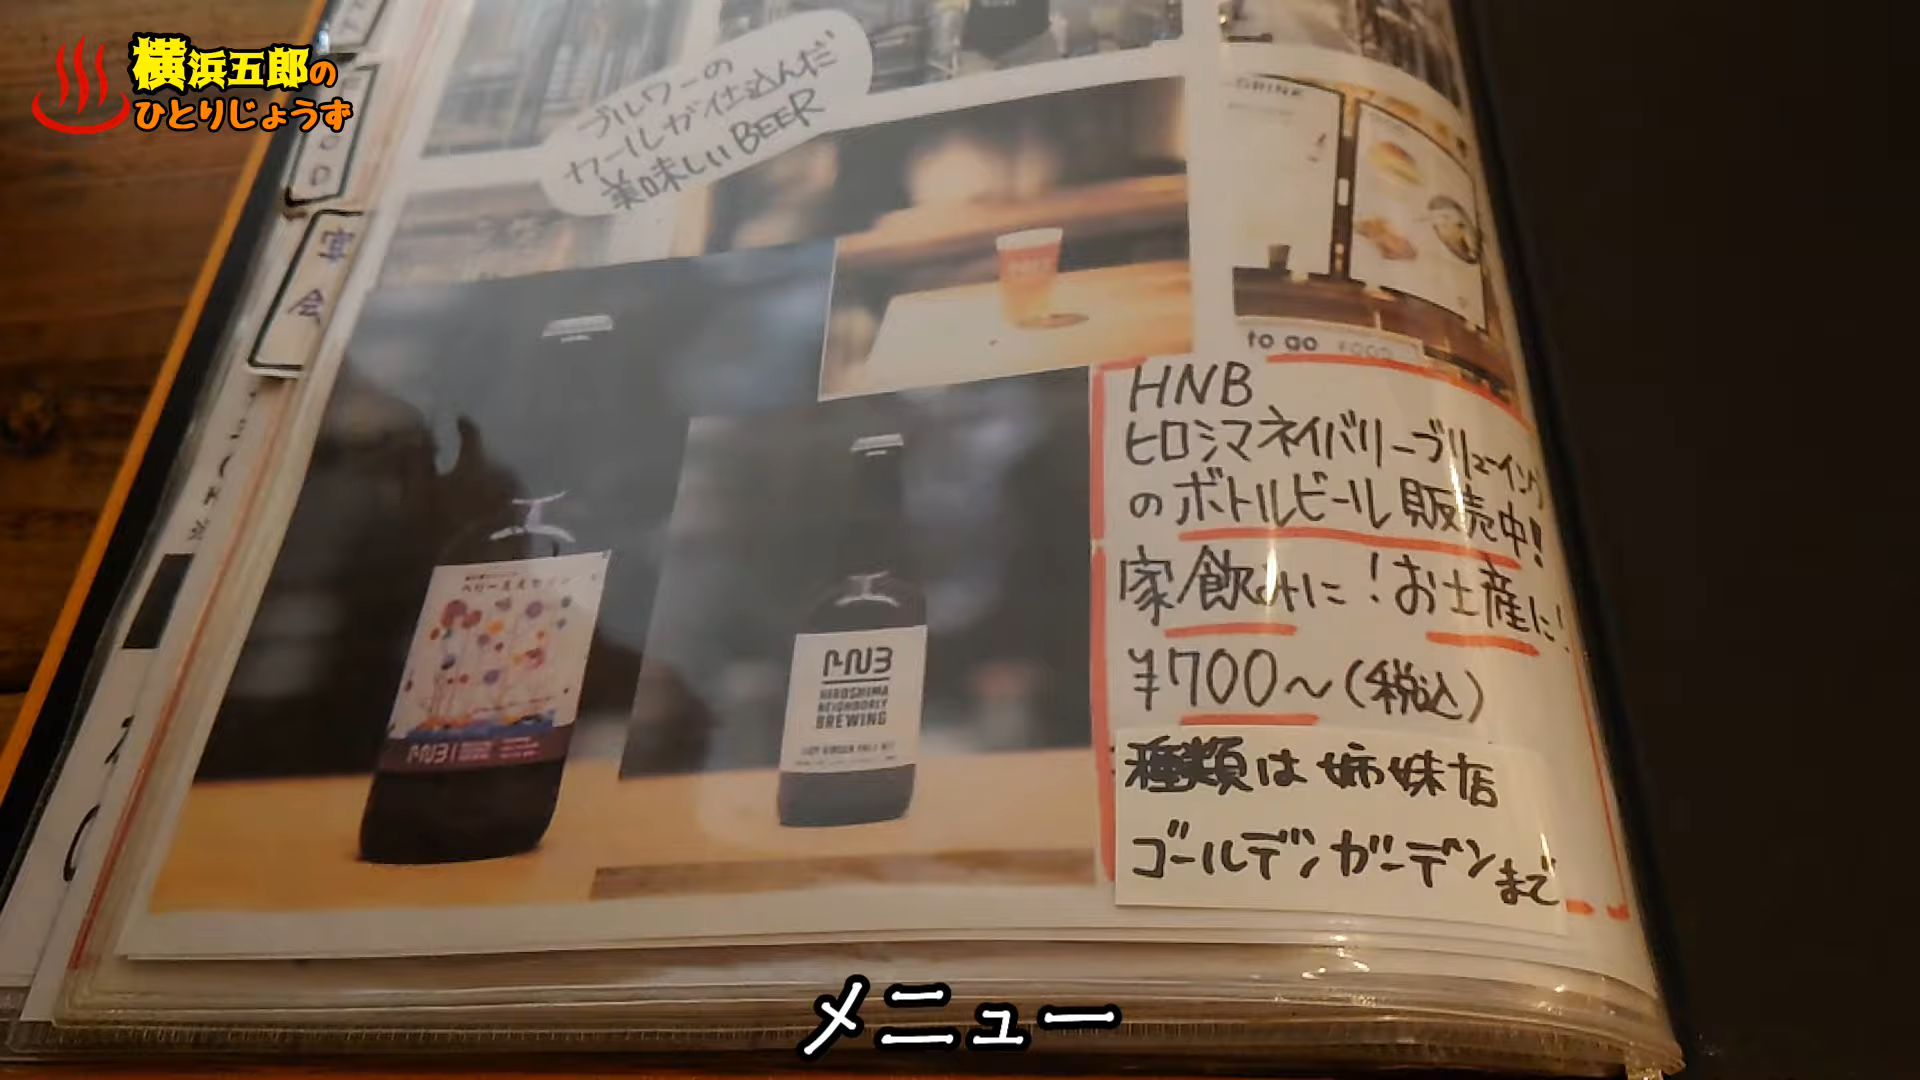 横浜五郎の
ひとりじょうず
ブルワーの
カールが仕込んだ
美味しいBEER
宴会
DRINK
to go FOOD
HNB
ヒロシマネイバリーブリューイング
のボトルビール販売中!
家飲みに!お土産に!
¥700~(税込)
種類は姉妹店
ゴールデンガーデンまで
HNB
HNB
HIROSHIMA
NEIGHBORLY
BREWING
メニュー